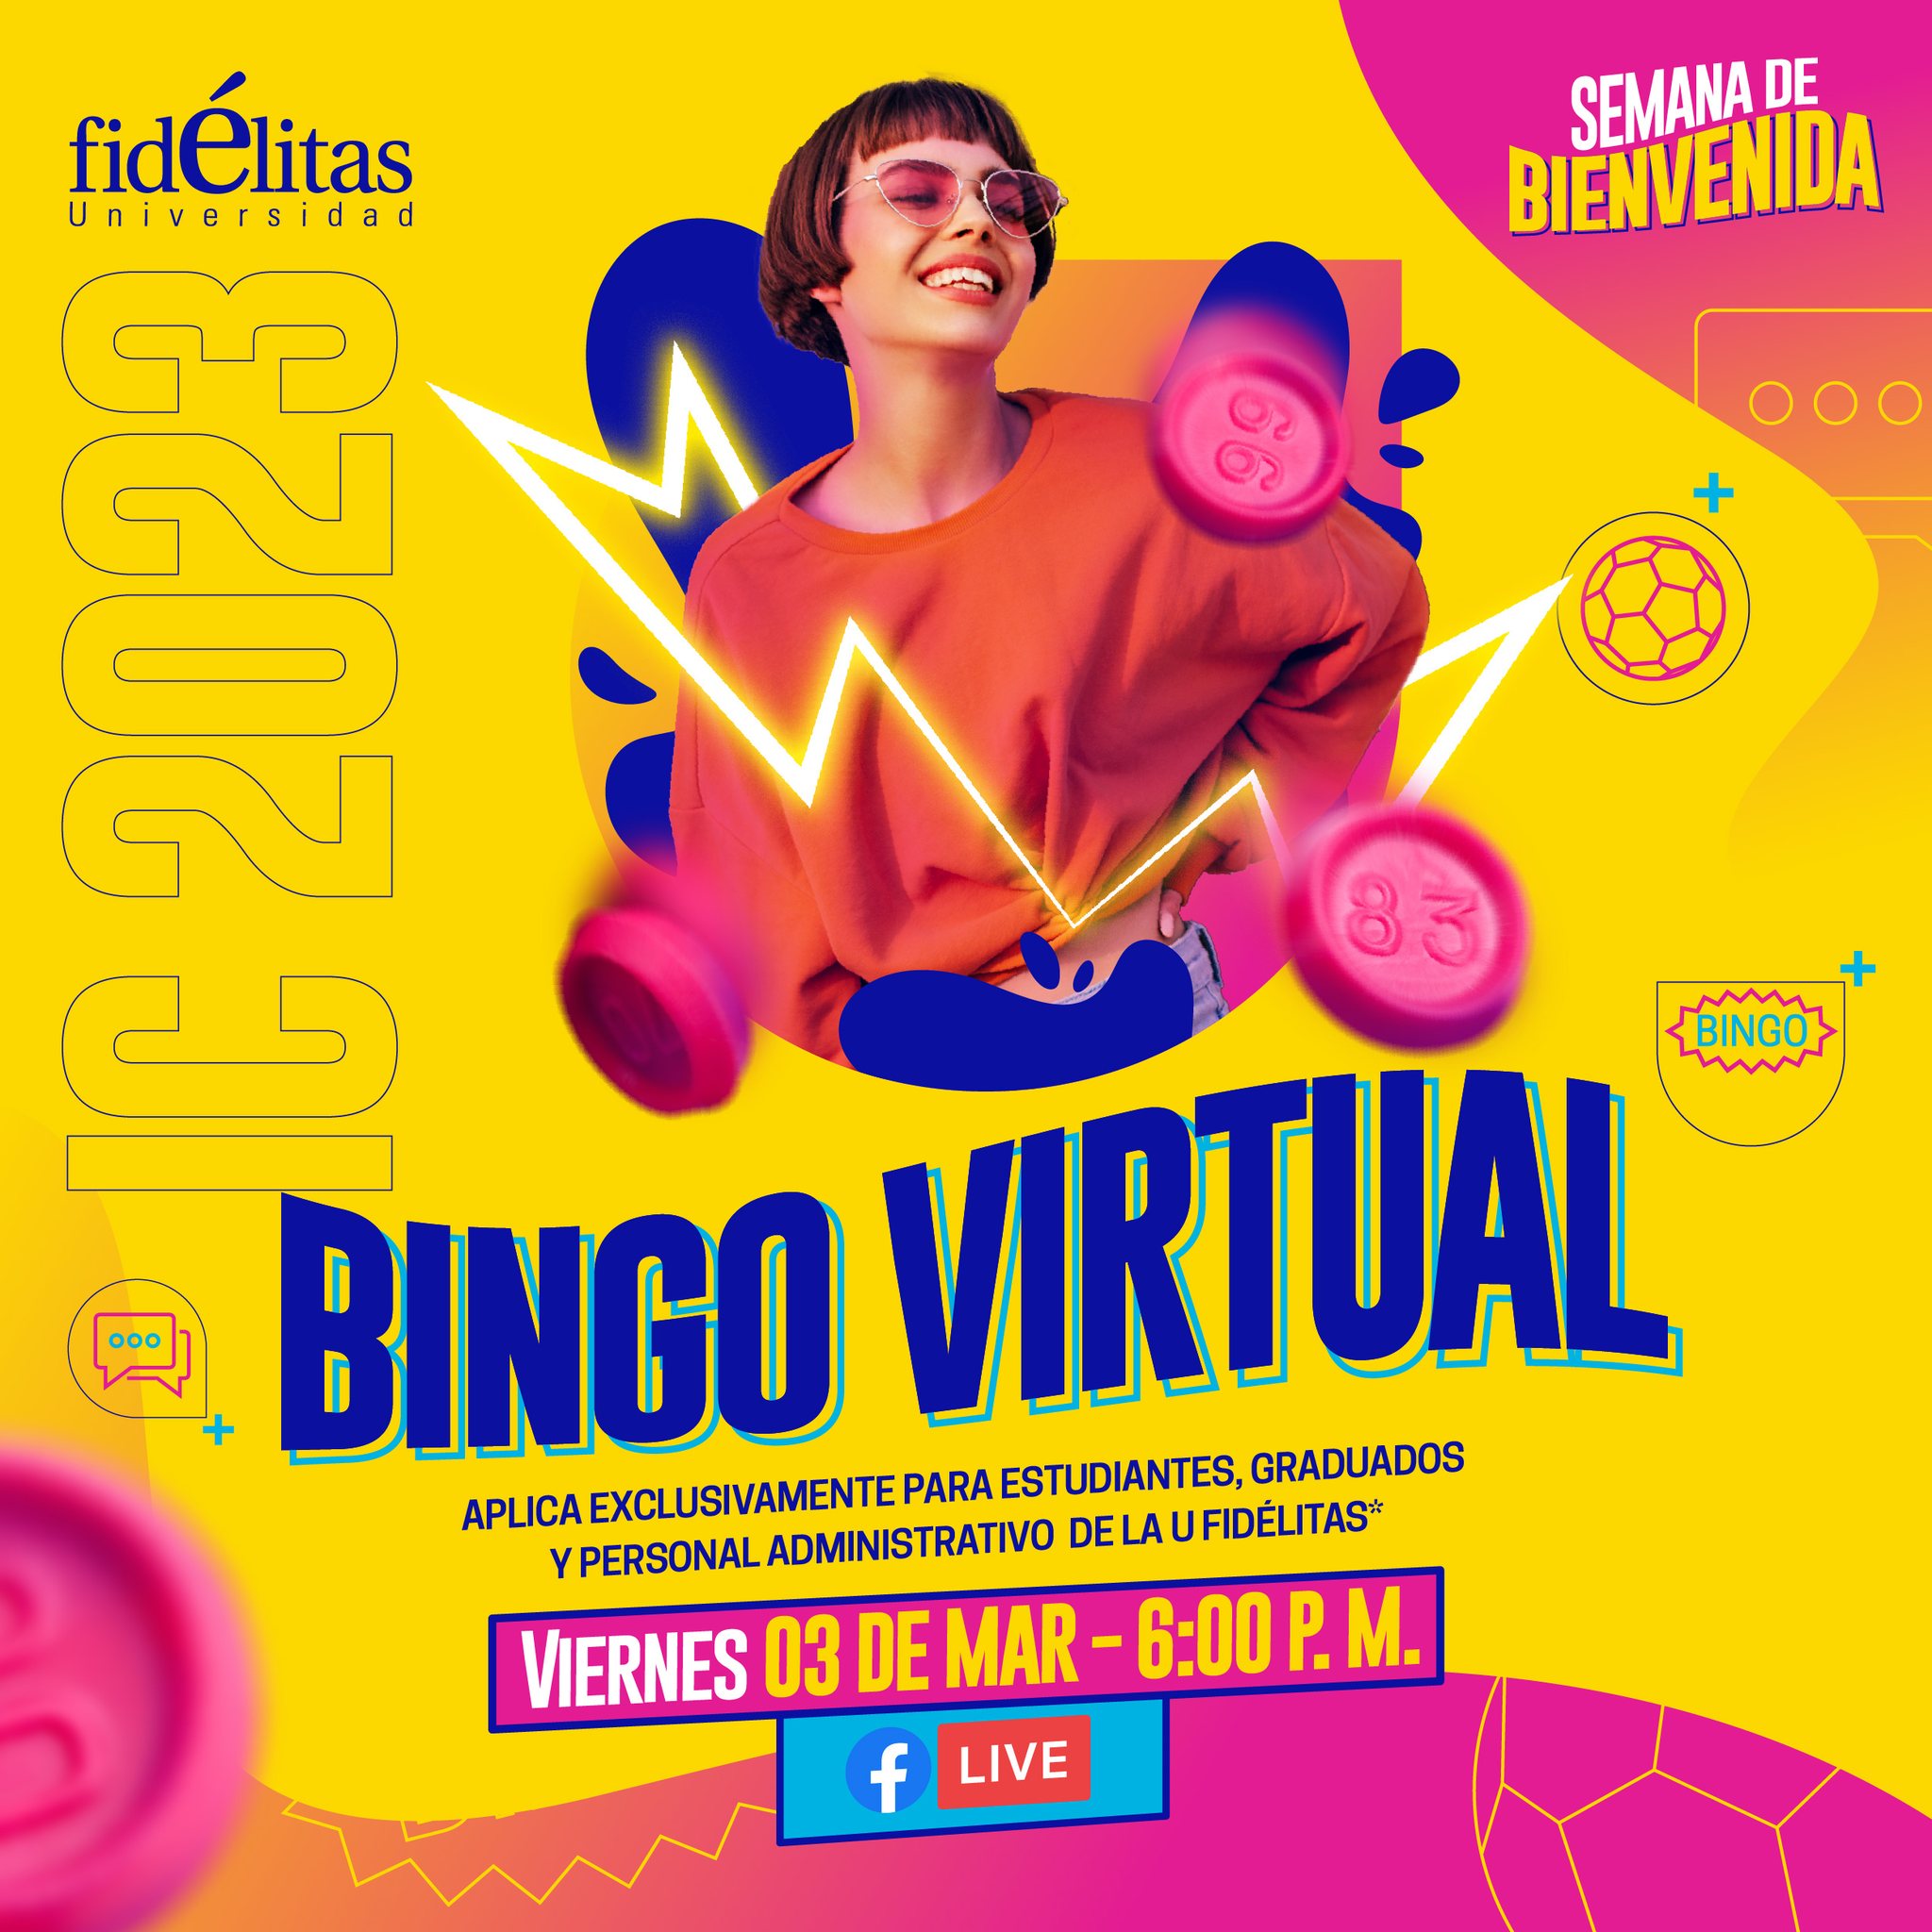 fidélitas
Universidad
SEMANA DE
BIENVENIDA
IC 2023
99
83
BINGO
BINGO VIRTUAL
APLICA EXCLUSIVAMENTE PARA ESTUDIANTES, GRADUADOS
Y PERSONAL ADMINISTRATIVO DE LA U FIDÉLITAS*
VIERNES 03 DE MAR - 6:00 P. M.
f LIVE